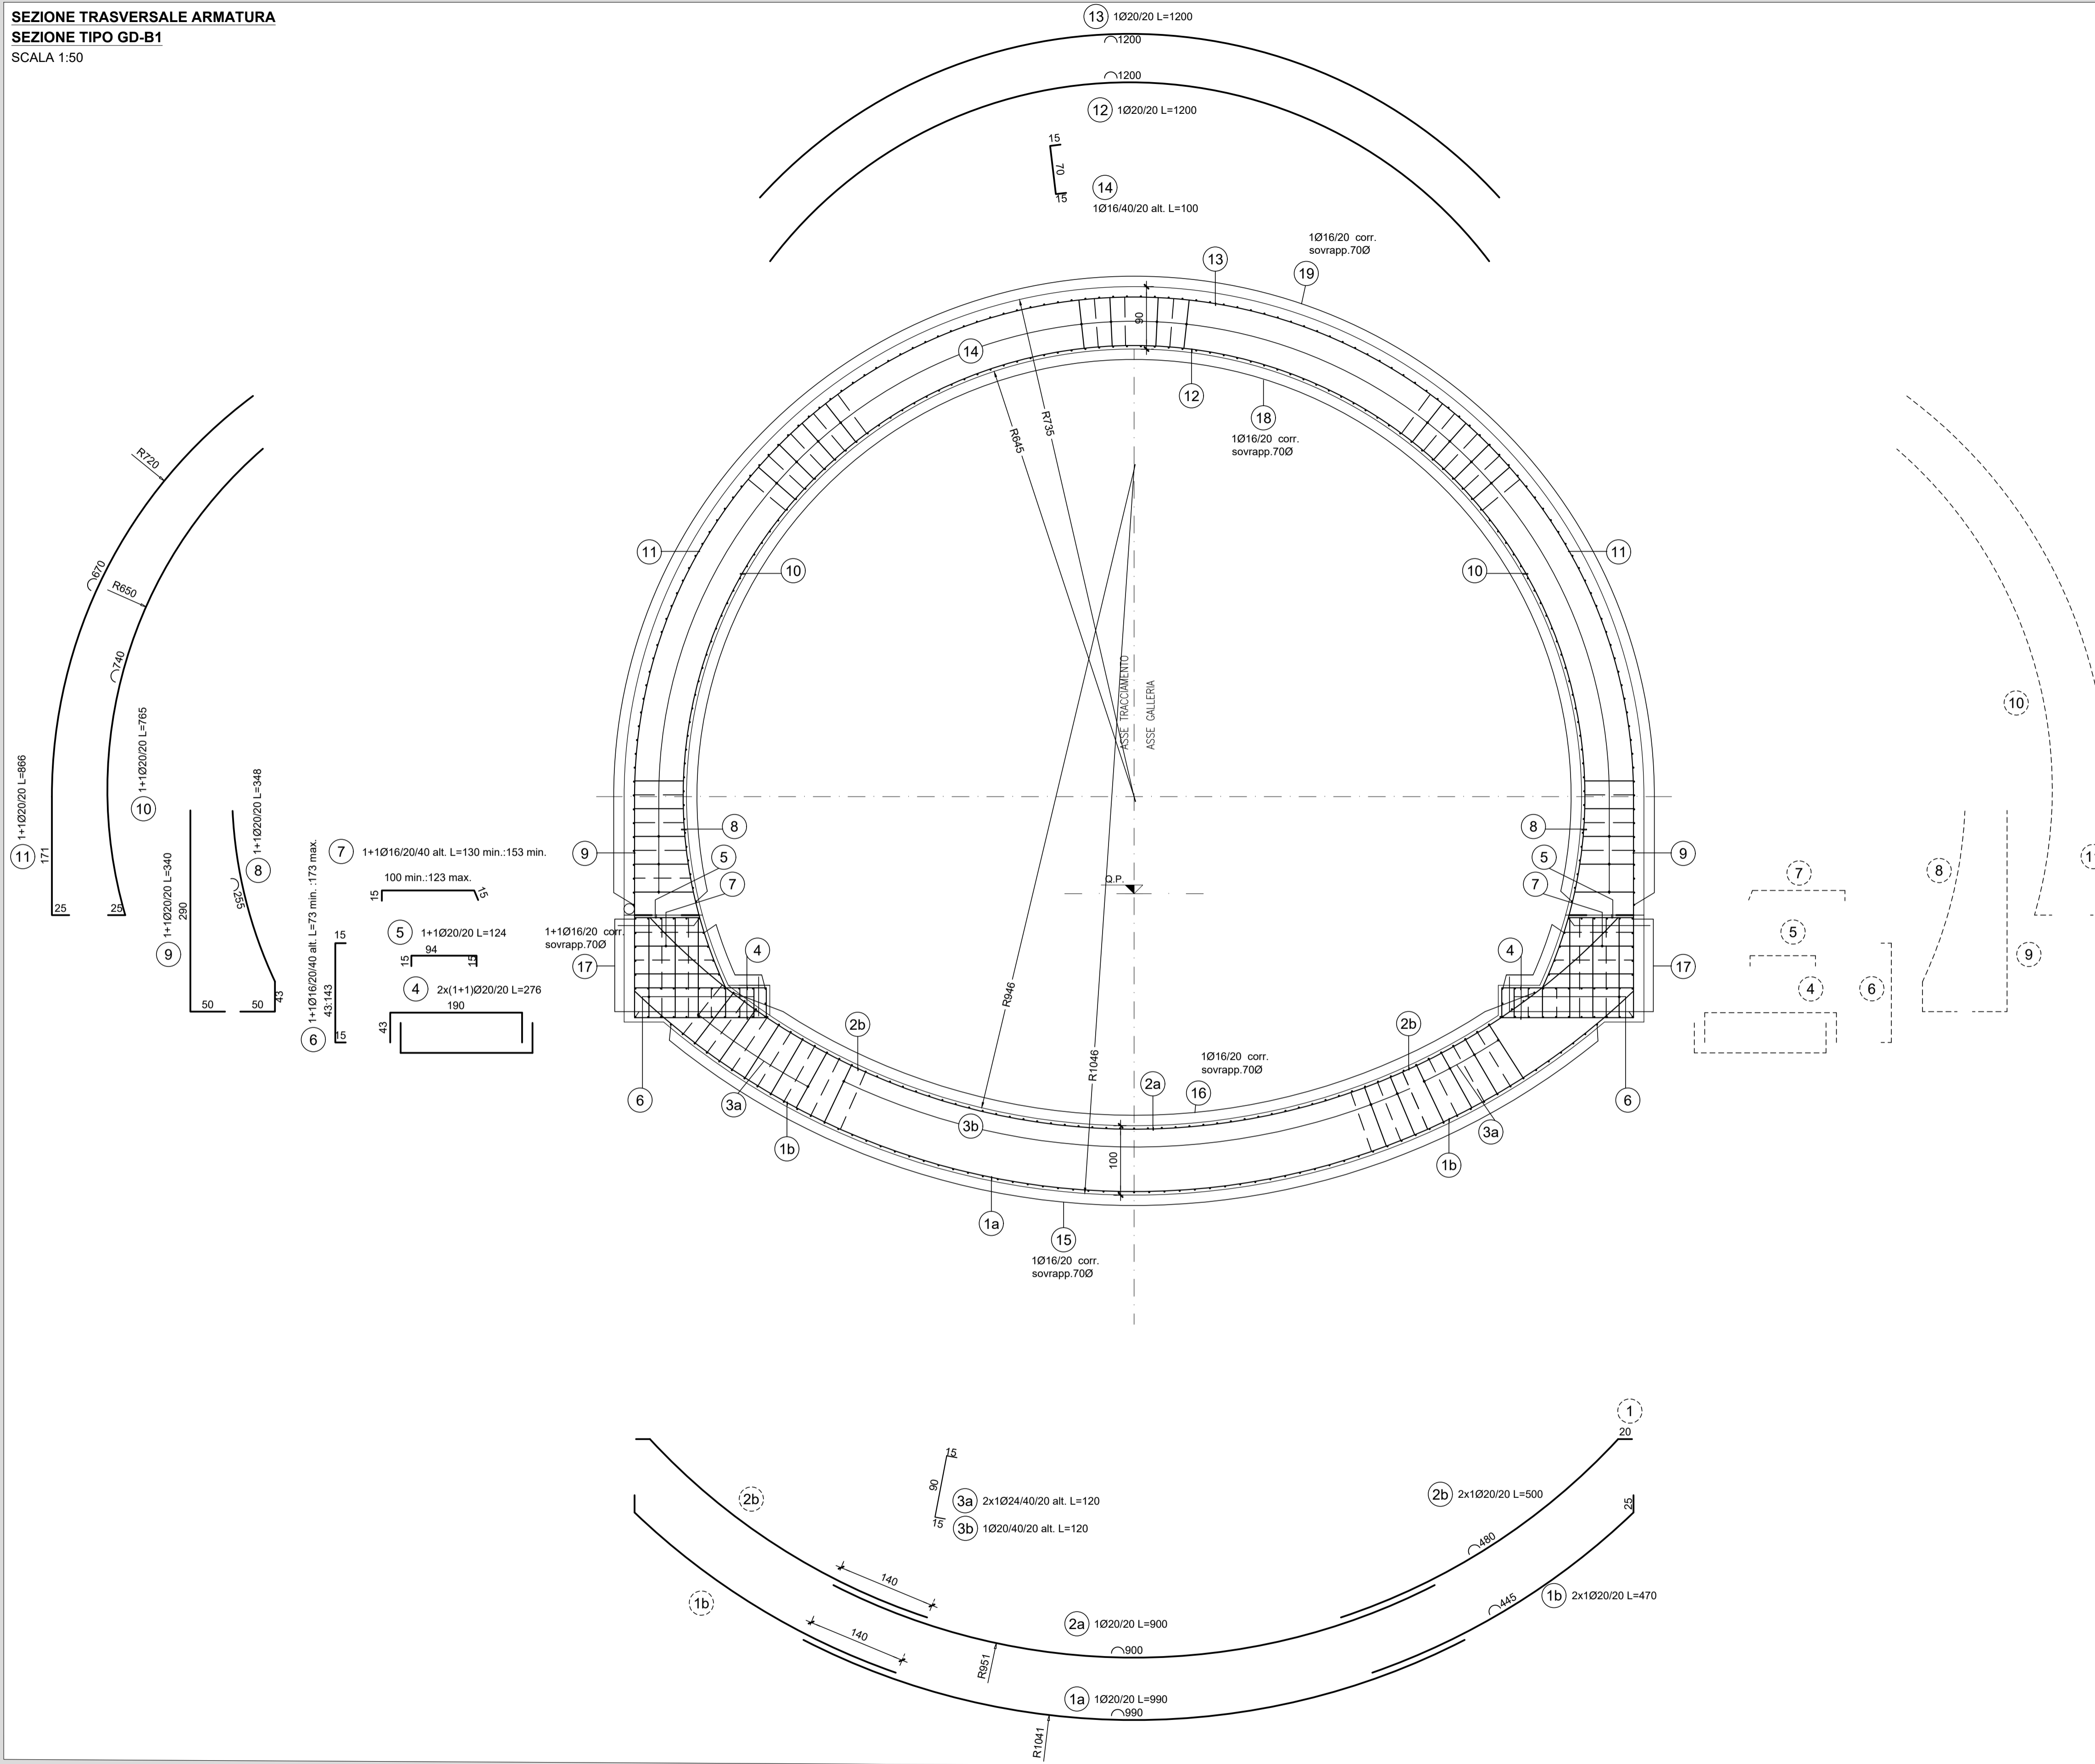 SEZIONE TRASVERSALE ARMATURA
SEZIONE TIPO GD-B1
SCALA 1:50
13 1Ø20/20 L=1200
1200
1200
12 1Ø20/20 L=1200
15
70
15
14
1Ø16/40/20 alt. L=100
1Ø16/20 corr.
sovrapp.70Ø
19
13
90
14
12
18
1Ø16/20 corr.
sovrapp.70Ø
R735
R645
R720
670
R650
740
11
10
10
11
ASSE TRACCIAMENTO
ASSE GALLERIA
10
11 1+1Ø20/20 L=866
171
25
25
10 1+1Ø20/20 L=765
9 1+1Ø20/20 L=340
290
50
8 1+1Ø20/20 L=348
255
50
43
6 1+1Ø16/20/40 alt. L=73 min. :173 max.
15
43:143
15
7 1+1Ø16/20/40 alt. L=130 min.:153 min.
100 min.:123 max.
15
15
5 1+1Ø20/20 L=124
94
15
15
4 2x(1+1)Ø20/20 L=276
190
43
8
9
5
7
Q.P.
1+1Ø16/20 corr.
sovrapp.70Ø
17
4
8
9
5
7
4
17
7
5
4
6
8
9
11
R946
R1046
2b
2b
1Ø16/20 corr.
sovrapp.70Ø
2a
16
6
3a
3b
1b
100
6
3a
1b
1a
15
1Ø16/20 corr.
sovrapp.70Ø
1
20
15
90
15
3a 2x1Ø24/40/20 alt. L=120
3b 1Ø20/40/20 alt. L=120
2b
2b 2x1Ø20/20 L=500
25
480
140
1b
445
1b 2x1Ø20/20 L=470
140
2a 1Ø20/20 L=900
900
R951
1a 1Ø20/20 L=990
990
R1041